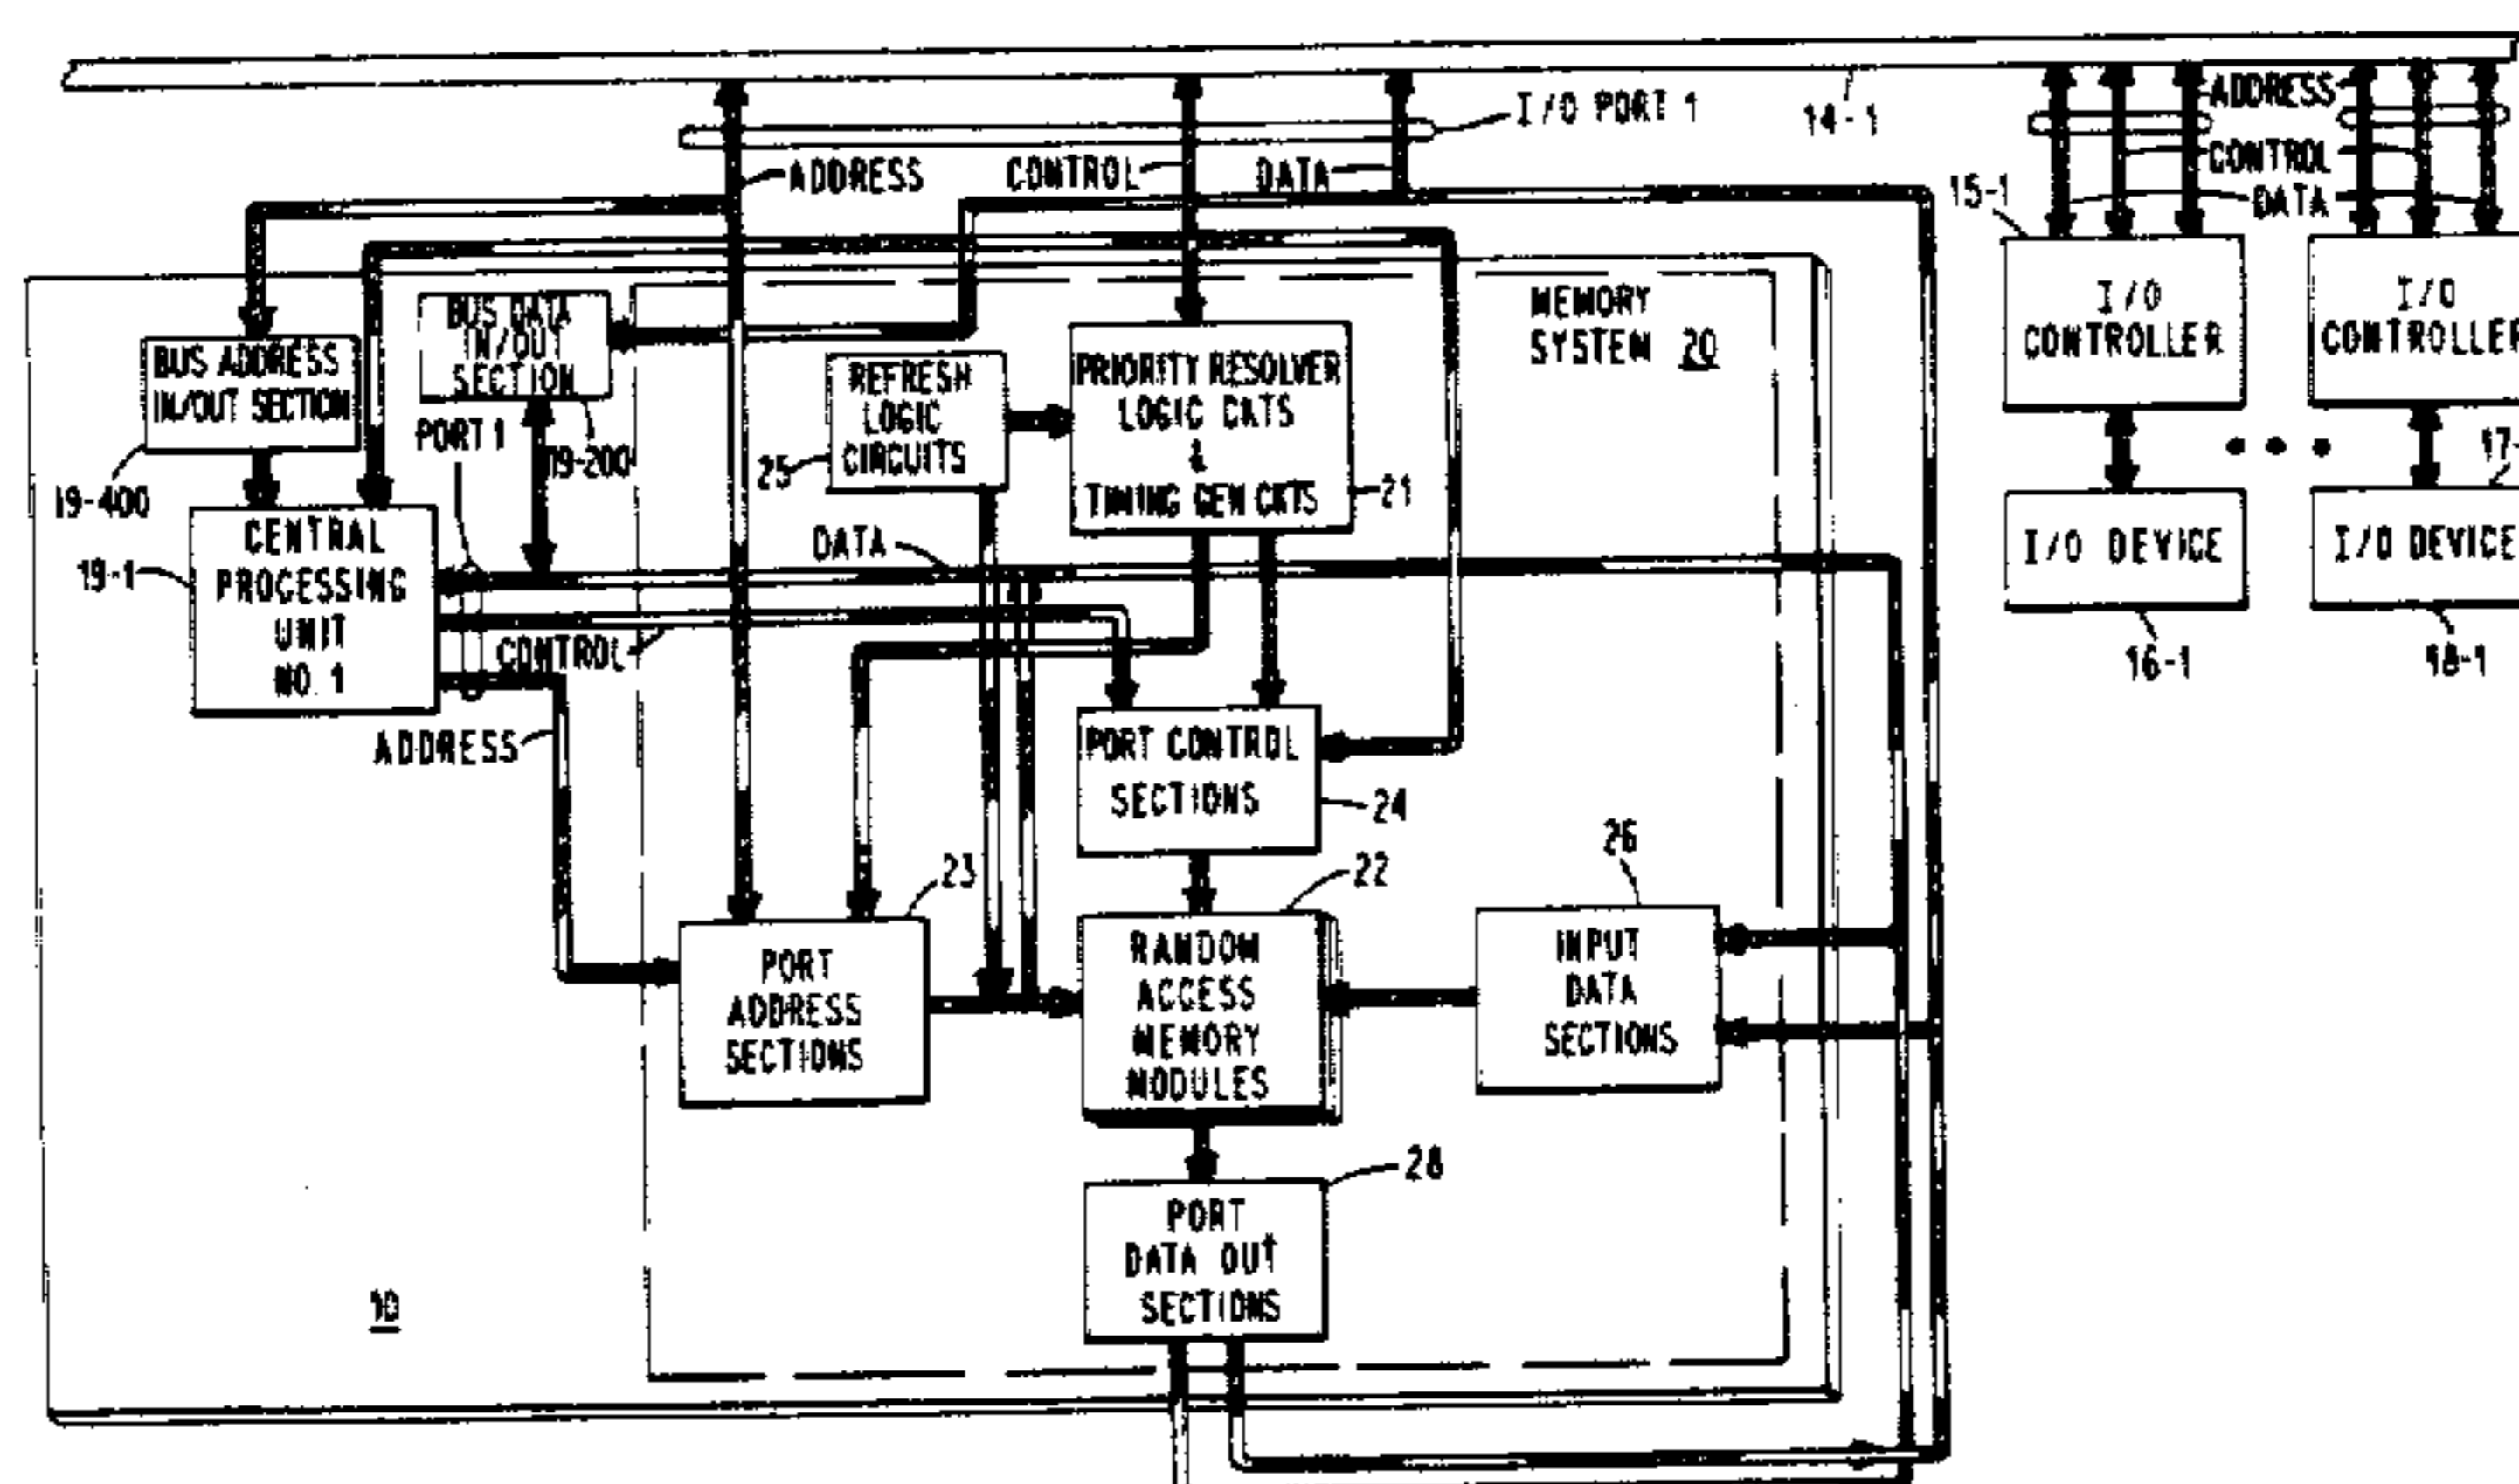 I/O PORT 1
14-1
ADDRESS
CONTROL
DATA
ADDRESS
CONTROL
DATA
15-1
I/O
CONTROLLER
I/O
CONTROLLER
I/O DEVICE
I/O DEVICE
17-
16-1
18-1
MEMORY
SYSTEM 20
BUS ADDRESS
IN/OUT SECTION
BUS DATA
IN/OUT
SECTION
PORT 1
19-200
19-400
REFRESH
LOGIC
CIRCUITS
25
PRIORITY RESOLVER
LOGIC CKTS
&
TIMING GEN CKTS
21
19-1
CENTRAL
PROCESSING
UNIT
NO. 1
DATA
CONTROL
ADDRESS
PORT CONTROL
SECTIONS
24
23
PORT
ADDRESS
SECTIONS
22
RANDOM
ACCESS
MEMORY
MODULES
26
INPUT
DATA
SECTIONS
28
PORT
DATA OUT
SECTIONS
10